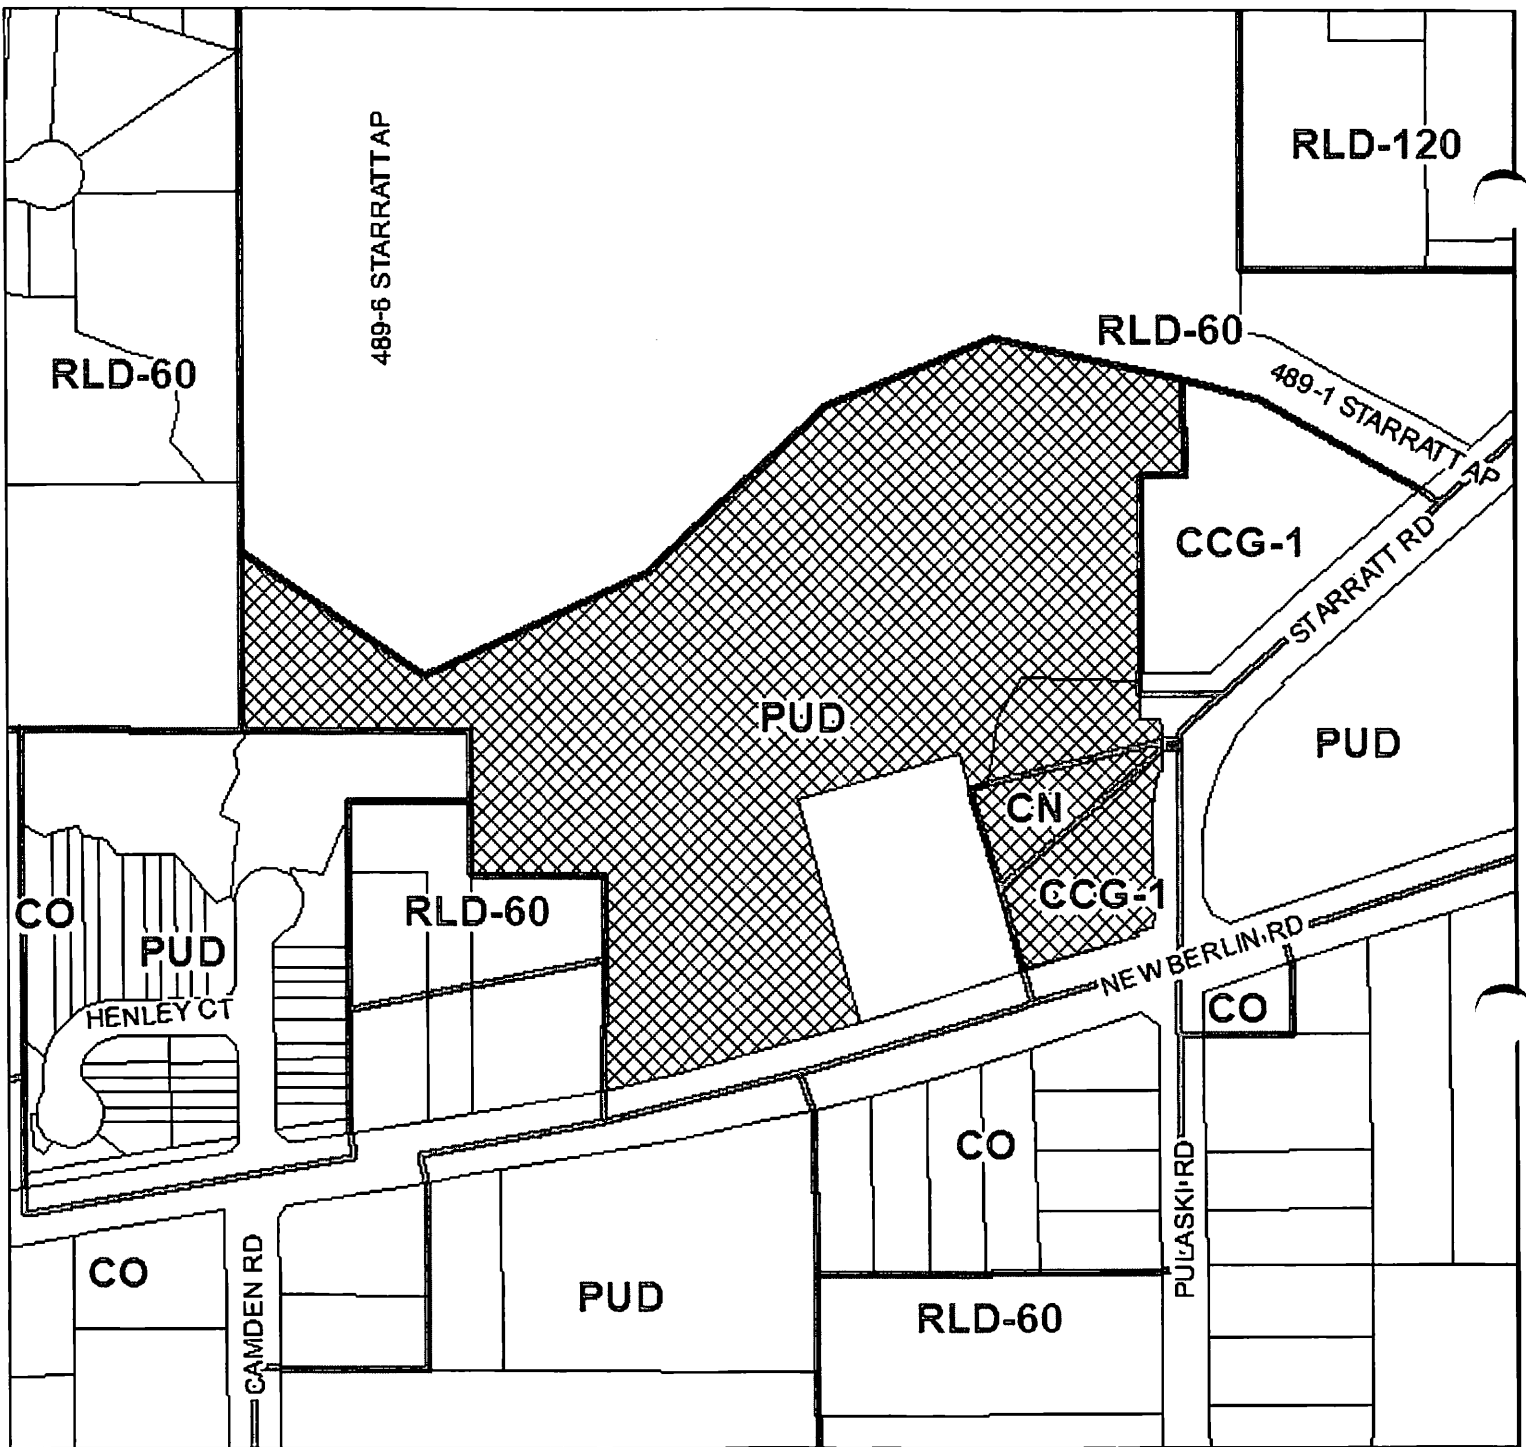 RLD-120
489-6 STARRATT AP
RLD-60
RLD-60
489-1 STARRATT AP
CCG-1
STARRATT RD
PUD
PUD
CN
CCG-1
CO
PUD
RLD-60
NEW BERLIN RD
HENLEY CT
CO
CO
PULASKI RD
CO
CAMDEN RD
PUD
RLD-60